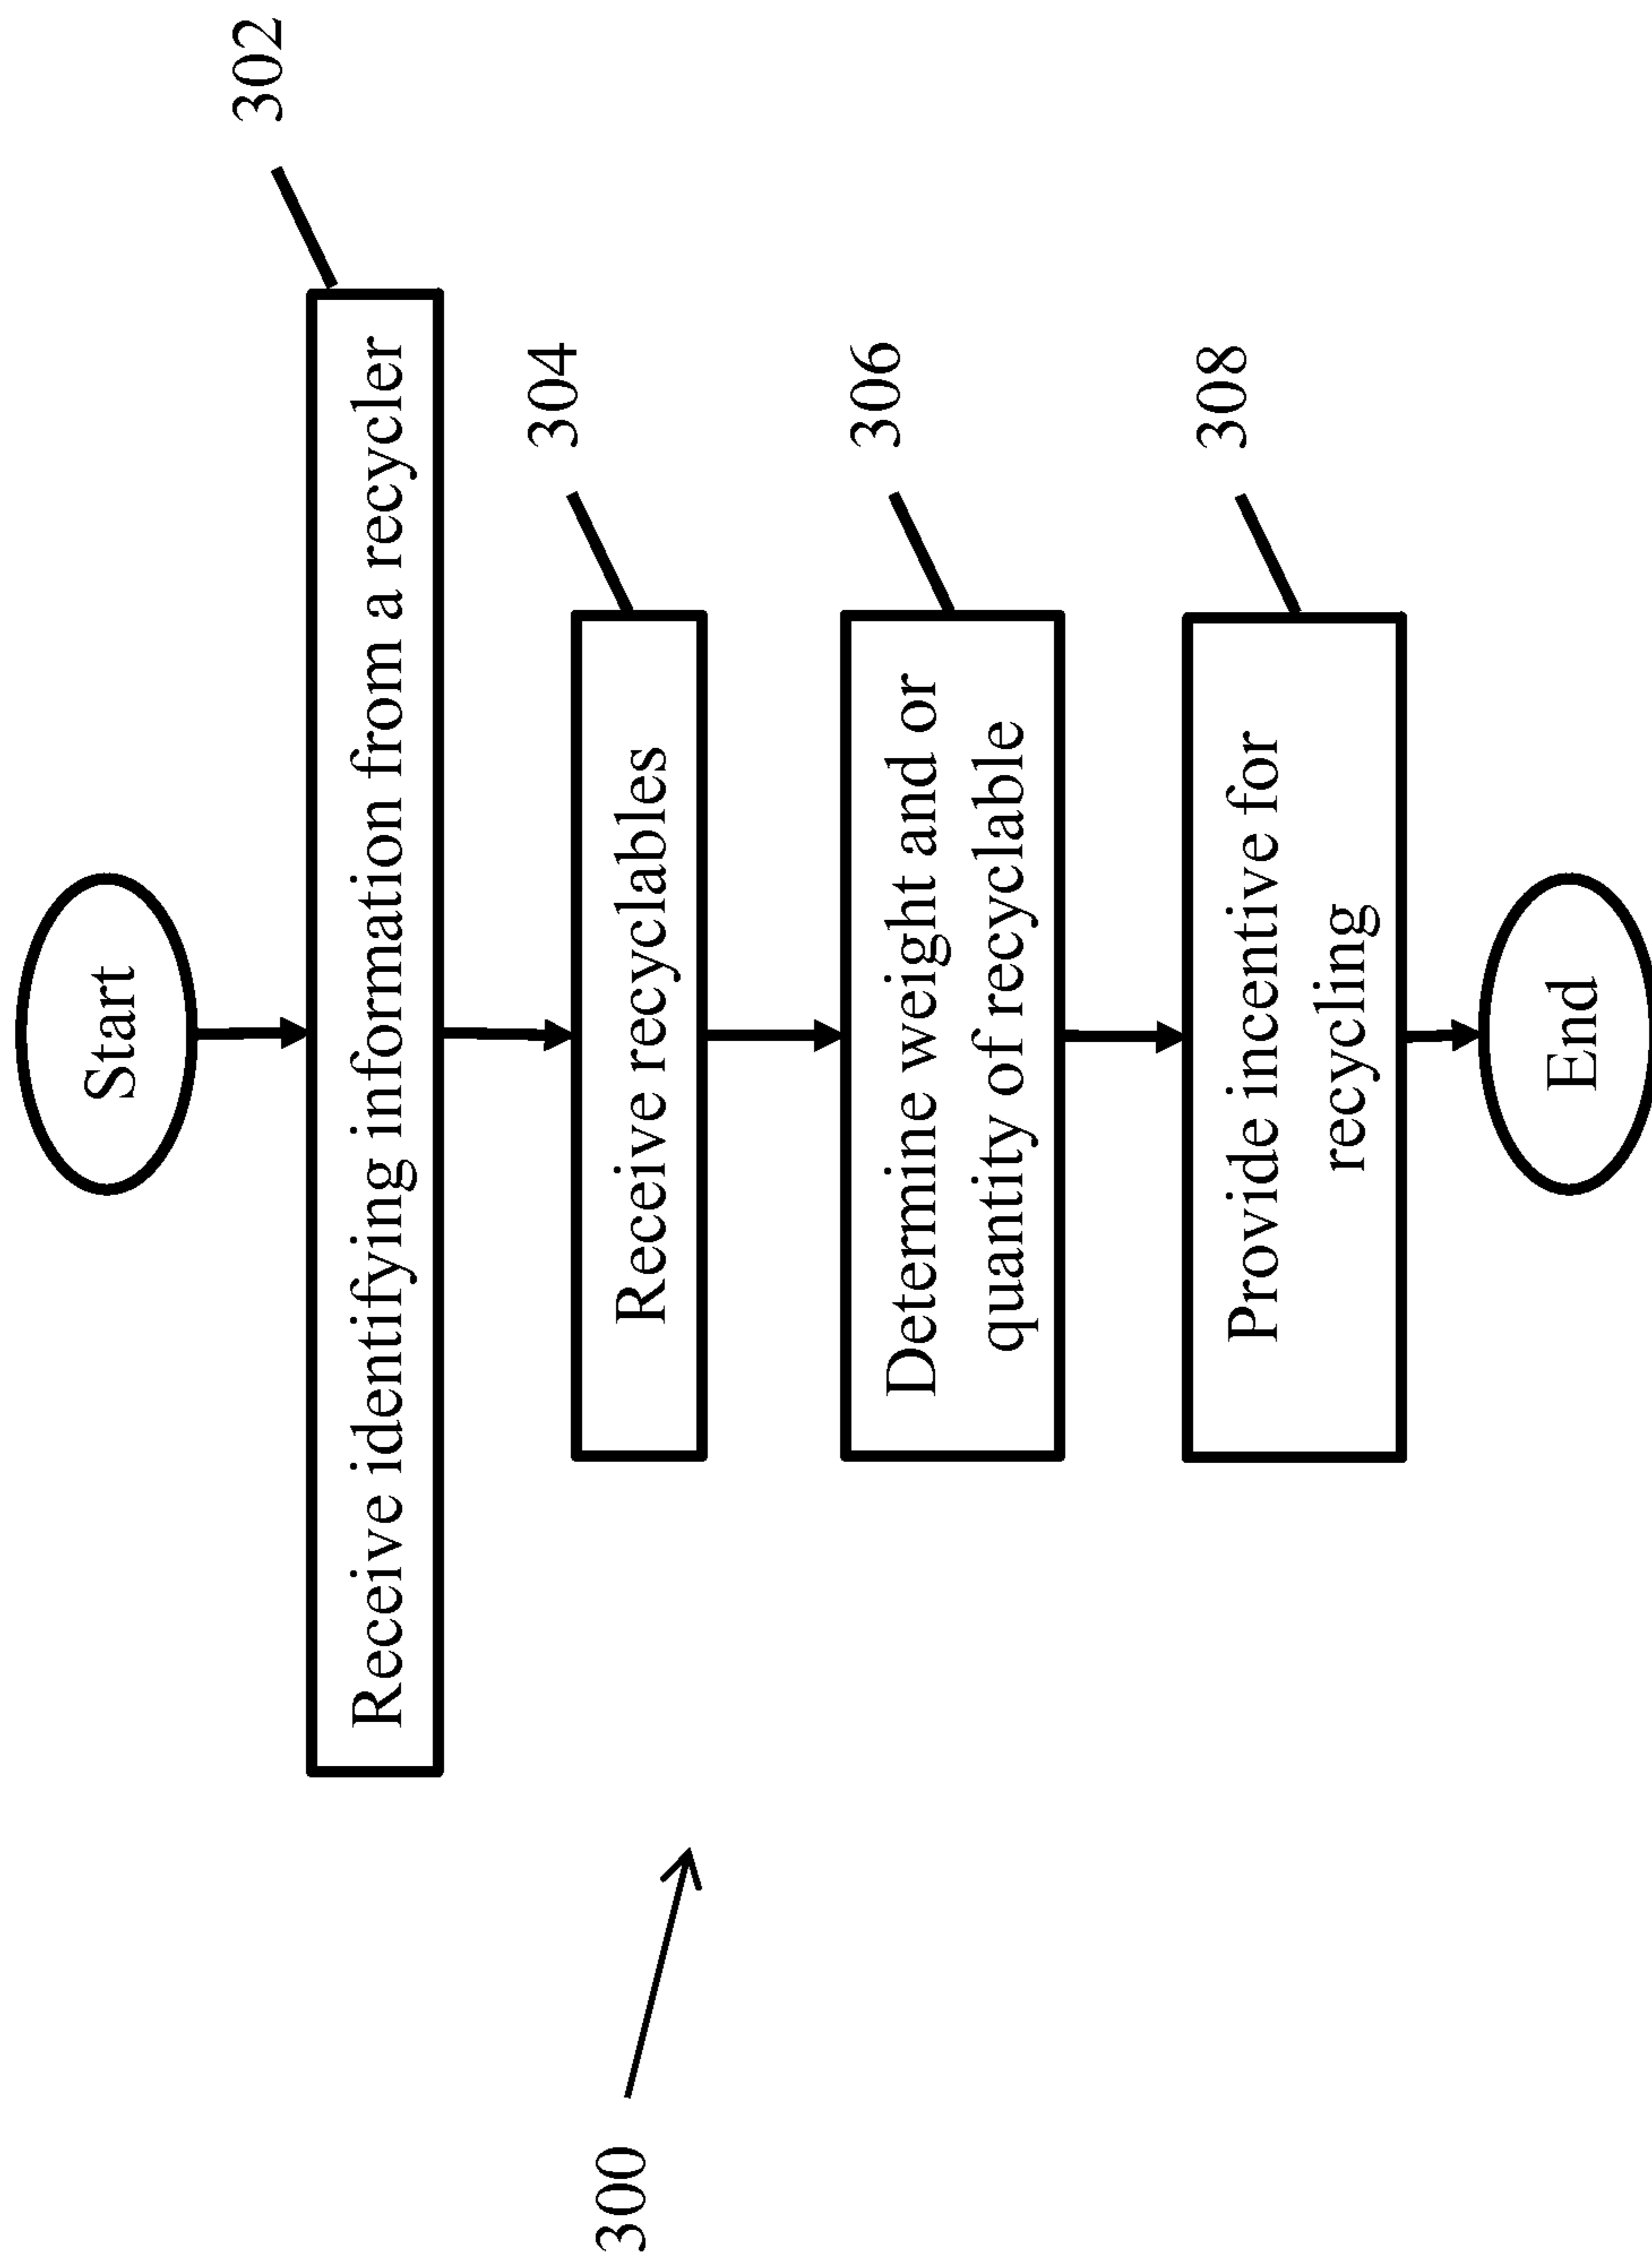 Start
302
Receive identifying information from a recycler
304
Receive recyclables
306
Determine weight and or
quantity of recyclable
308
Provide incentive for
recycling
End
300